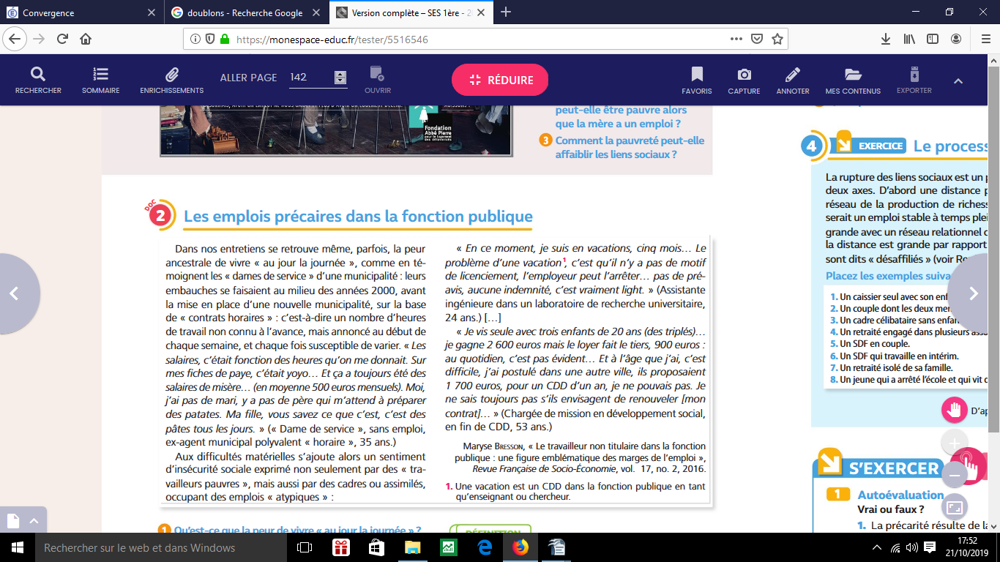 Convergence
doublons - Recherche Google
Version complète – SES 1ère - 2
https://monespace-educ.fr/tester/5516546
RECHERCHER
SOMMAIRE
ENRICHISSEMENTS
ALLER PAGE 142
OUVRIR
RÉDUIRE
FAVORIS
CAPTURE
ANNOTER
MES CONTENUS
EXPORTER
Fondation
Abbé Pierre
pour le logement
des défavorisés
peut-elle être pauvre alors
que la mère a un emploi ?
3 Comment la pauvreté peut-elle
affaiblir les liens sociaux ?
DOC 2 Les emplois précaires dans la fonction publique
Dans nos entretiens se retrouve même, parfois, la peur
ancestrale de vivre « au jour la journée », comme en té-
moignent les « dames de service » d’une municipalité : leurs
embauches se faisaient au milieu des années 2000, avant
la mise en place d’une nouvelle municipalité, sur la base
de « contrats horaires » : c’est-à-dire un nombre d’heures
de travail non connu à l’avance, mais annoncé au début de
chaque semaine, et chaque fois susceptible de varier. « Les
salaires, c’était fonction des heures qu’on me donnait. Sur
mes fiches de paye, c’était yoyo… Et ça a toujours été des
salaires de misère… (en moyenne 500 euros mensuels). Moi,
j’ai pas de mari, y a pas de père qui m’attend à préparer
des patates. Ma fille, vous savez ce que c’est, c’est des
pâtes tous les jours. » (« Dame de service », sans emploi,
ex-agent municipal polyvalent « horaire », 35 ans.)
Aux difficultés matérielles s’ajoute alors un sentiment
d’insécurité sociale exprimé non seulement par des « tra-
vailleurs pauvres », mais aussi par des cadres ou assimilés,
occupant des emplois « atypiques » :
« En ce moment, je suis en vacations, cinq mois… Le
problème d’une vacation1, c’est qu’il n’y a pas de motif
de licenciement, l’employeur peut l’arrêter… pas de pré-
avis, aucune indemnité, c’est vraiment light. » (Assistante
ingénieure dans un laboratoire de recherche universitaire,
24 ans.) […]
« Je vis seule avec trois enfants de 20 ans (des triplés)…
je gagne 2 600 euros mais le loyer fait le tiers, 900 euros :
au quotidien, c’est pas évident… Et à l’âge que j’ai, c’est
difficile, j’ai postulé dans une autre ville, ils proposaient
1 700 euros, pour un CDD d’un an, je ne pouvais pas. Je
ne sais toujours pas s’ils envisagent de renouveler [mon
contrat]… » (Chargée de mission en développement social,
en fin de CDD, 53 ans.)
Maryse Bresson, « Le travailleur non titulaire dans la fonction
publique : une figure emblématique des marges de l’emploi »,
Revue Française de Socio-Économie, vol. 17, no. 2, 2016.
1. Une vacation est un CDD dans la fonction publique en tant
qu’enseignant ou chercheur.
1 Qu’est-ce que la peur de vivre « au jour la journée » ?
DÉFINITION
4 EXERCICE Le process
La rupture des liens sociaux est un
deux axes. D’abord une distance
réseau de la production de richess
serait un emploi stable à temps plei
grande avec un réseau relationnel
la distance est grande par rapport
sont dits « désaffiliés » (voir
Placez les exemples suiva
1. Un caissier seul avec son enf
2. Un couple dont les deux mem
3. Un cadre célibataire sans enfan
4. Un retraité engagé dans plusieurs
5. Un SDF en couple.
6. Un SDF qui travaille en intérim.
7. Un retraité isolé de sa famille.
8. Un jeune qui a arrêté l’école et qui vit
D’ap
S’EXERCER
1 Autoévaluation
Vrai ou faux ?
1. La précarité résulte de la
Rechercher sur le web et dans Windows
17:52
21/10/2019